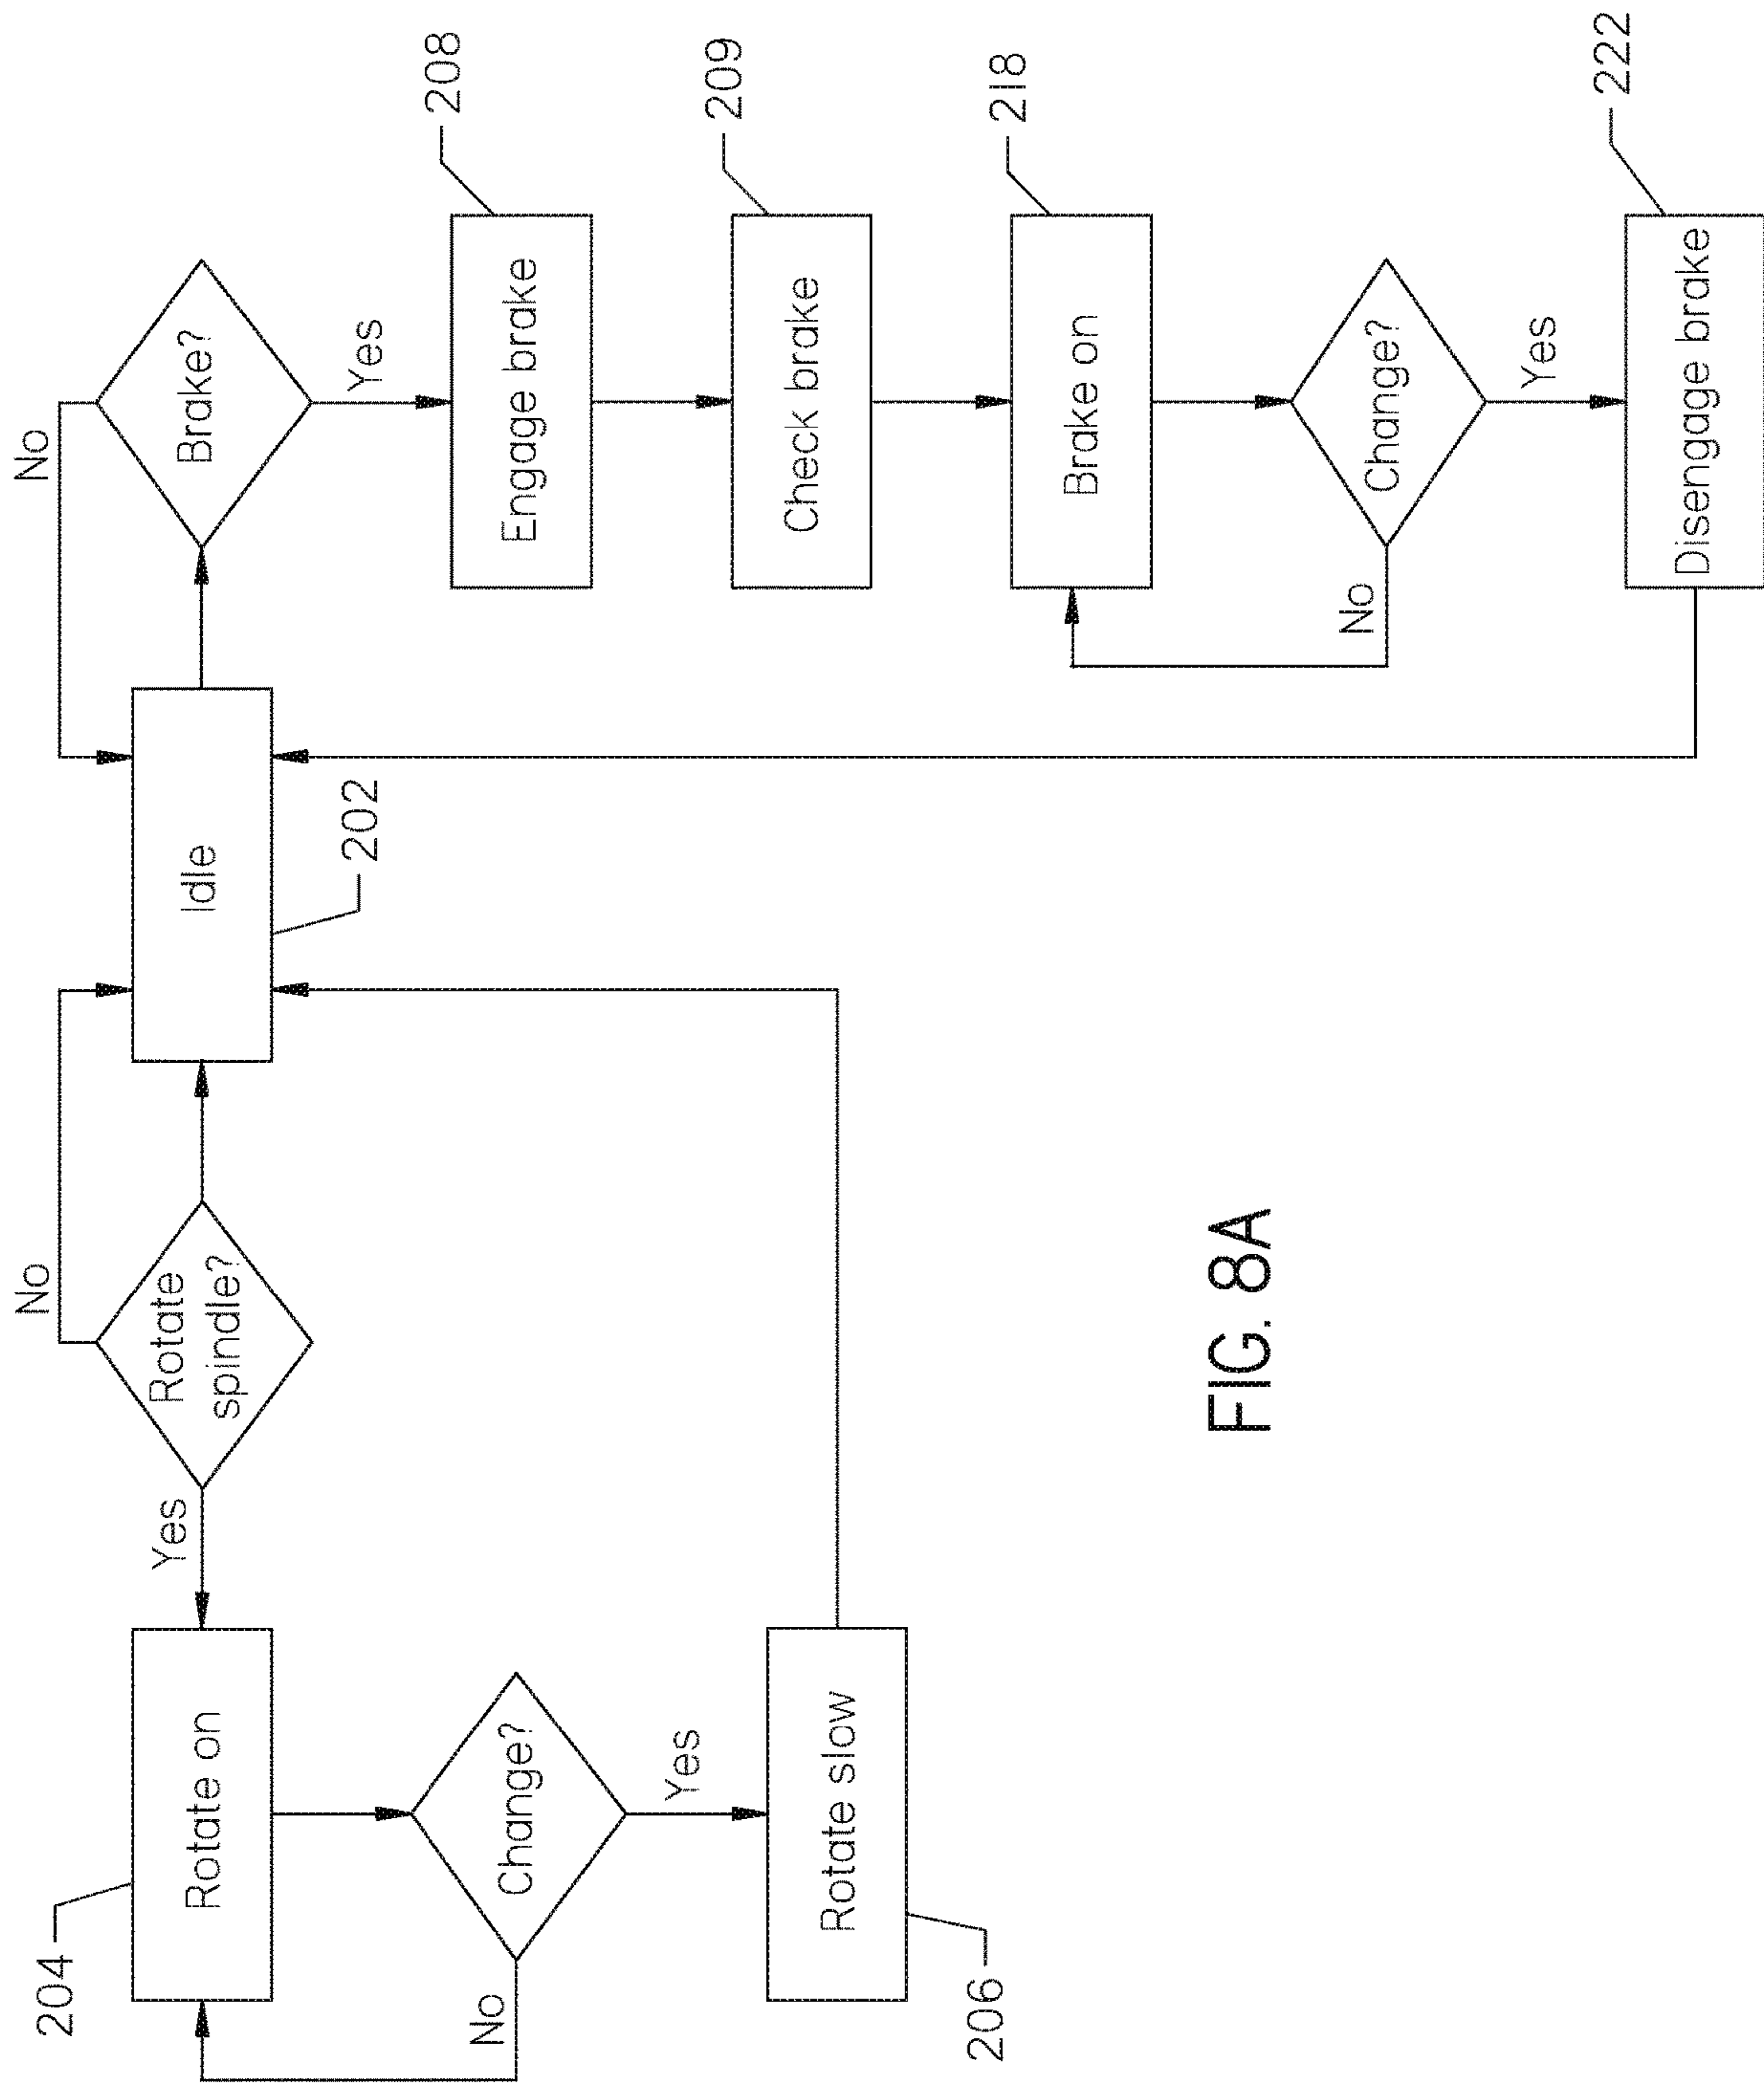 No
No
204
Rotate on
Yes
Rotate
spindle?
Idle
Brake?
202
Yes
208
Engage brake
Change?
No
Yes
209
Check brake
Rotate slow
206
218
Brake on
Change?
No
Yes
222
Disengage brake
FIG. 8A